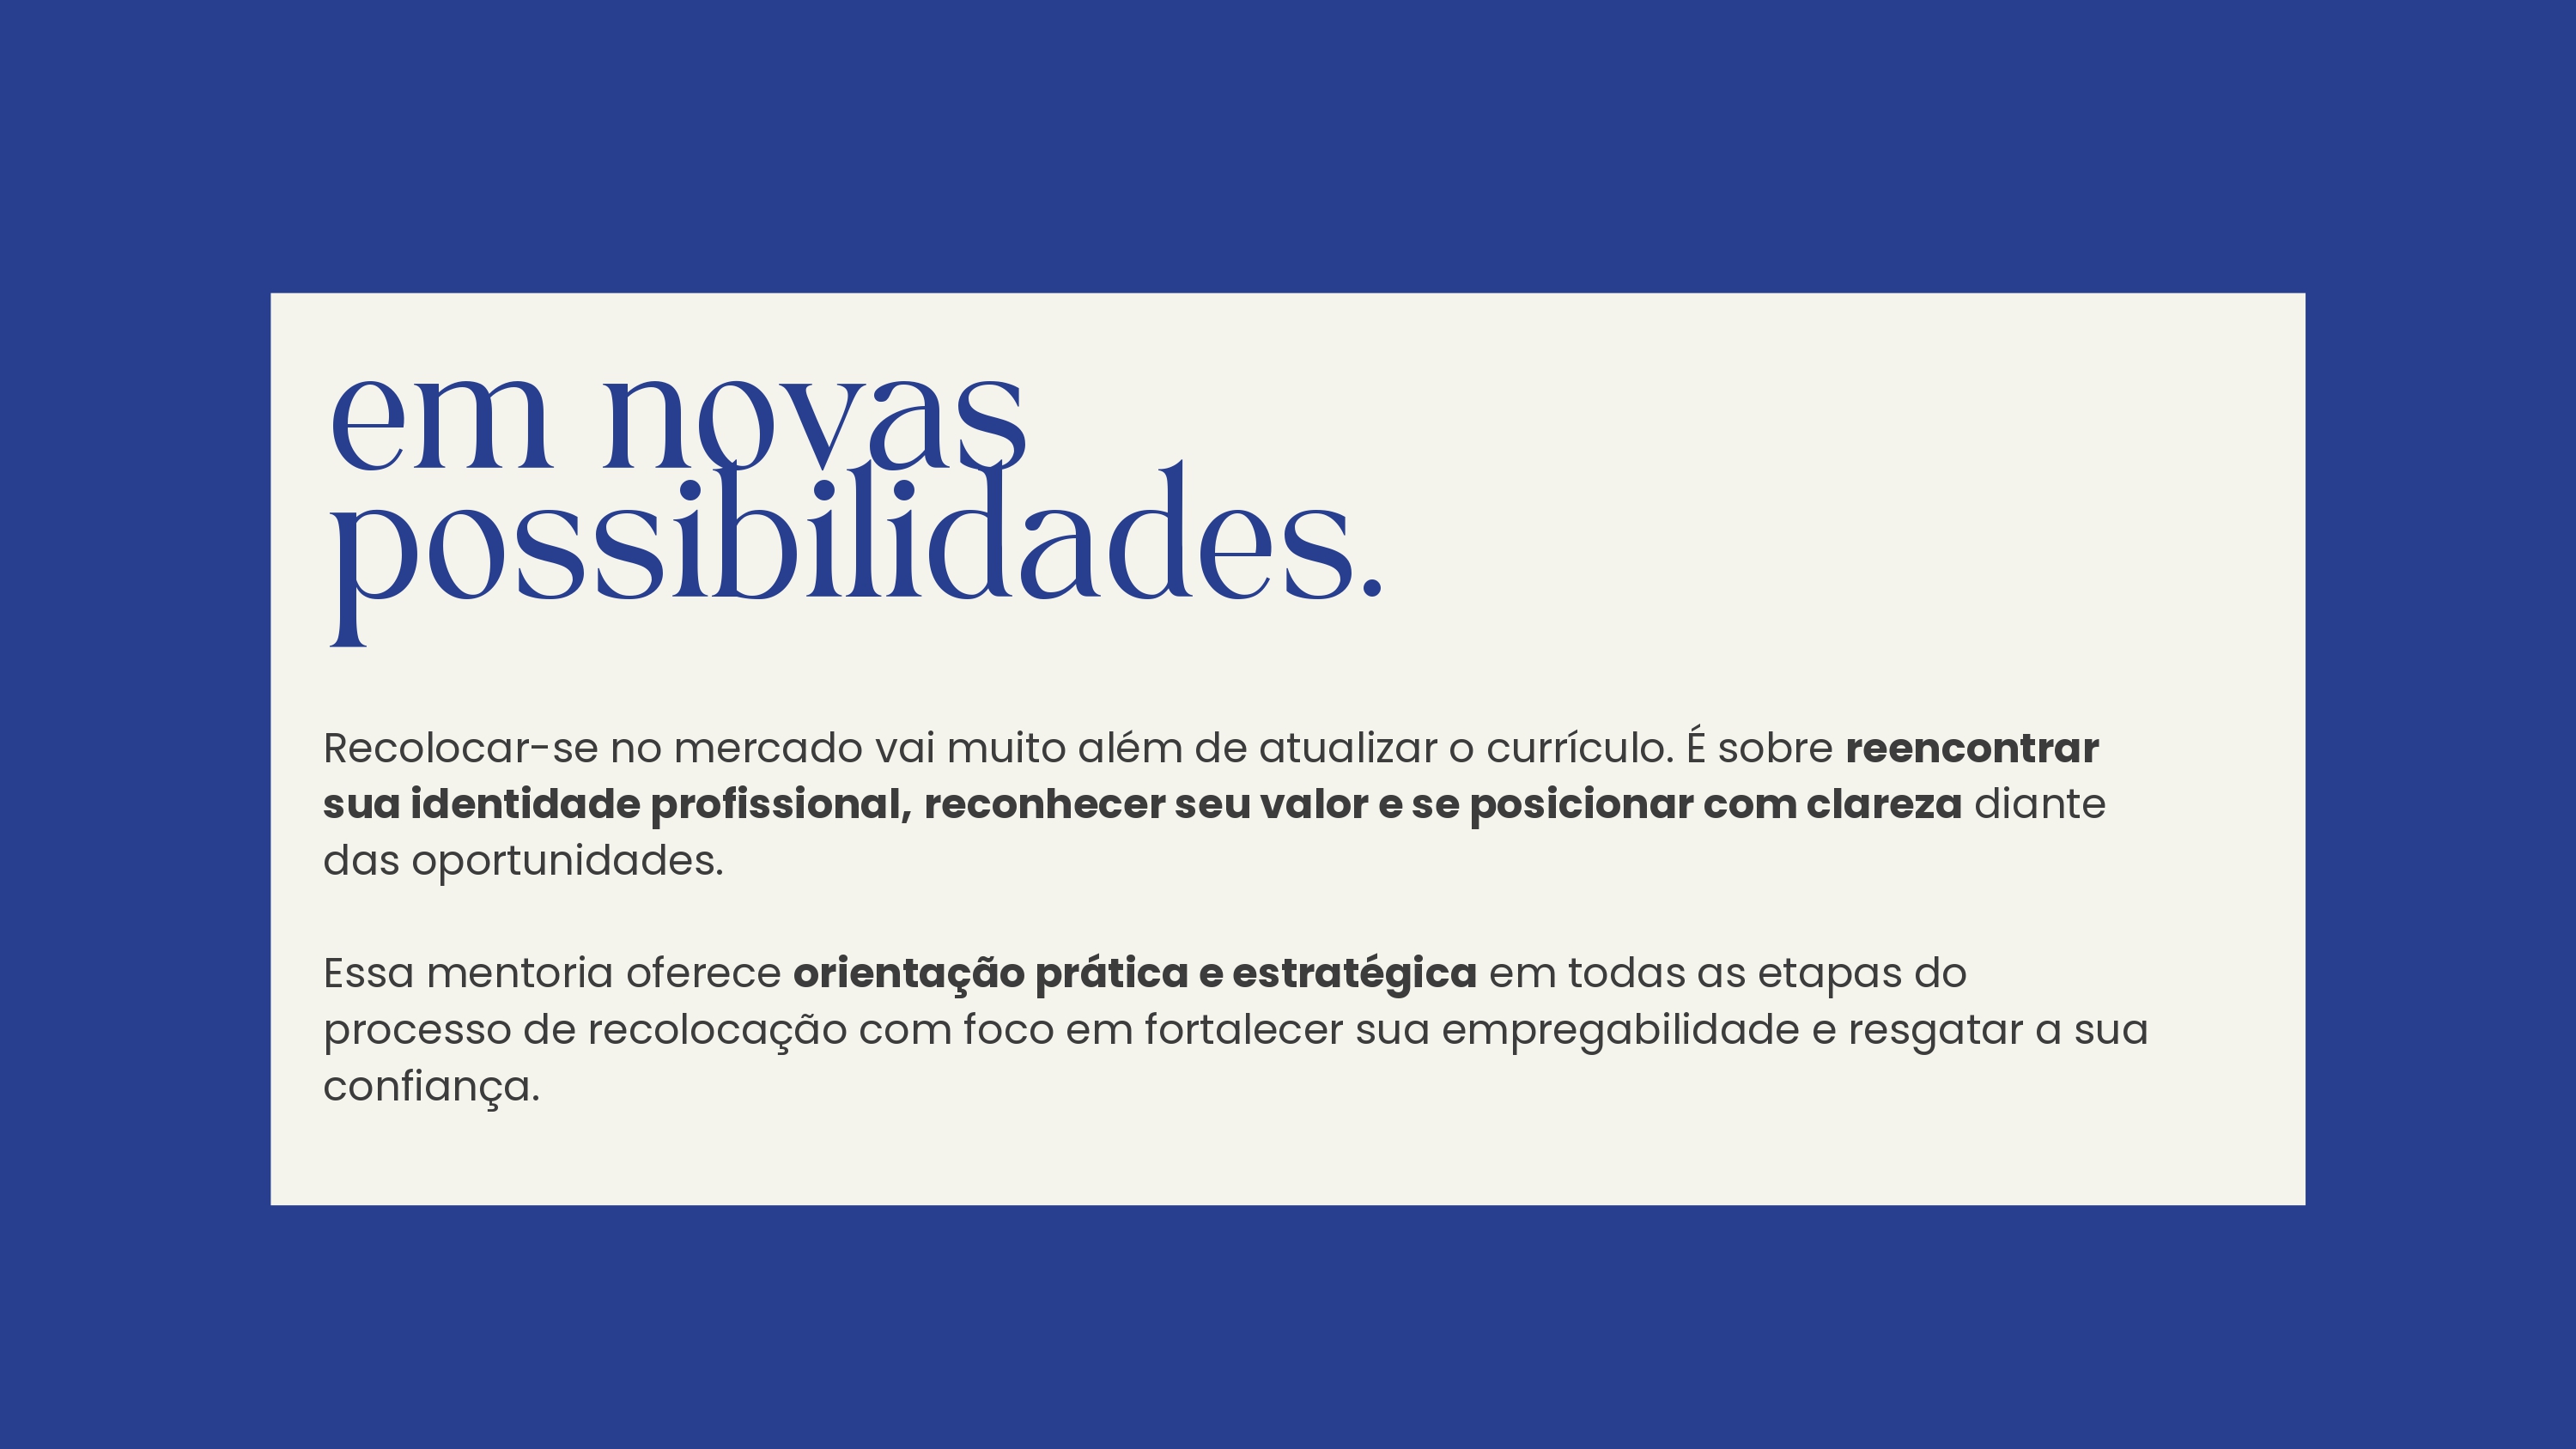 em novas
possibilidades.
Recolocar-se no mercado vai muito além de atualizar o currículo. É sobre reencontrar
sua identidade profissional, reconhecer seu valor e se posicionar com clareza diante
das oportunidades.
Essa mentoria oferece orientação prática e estratégica em todas as etapas do
processo de recolocação com foco em fortalecer sua empregabilidade e resgatar a sua
confiança.